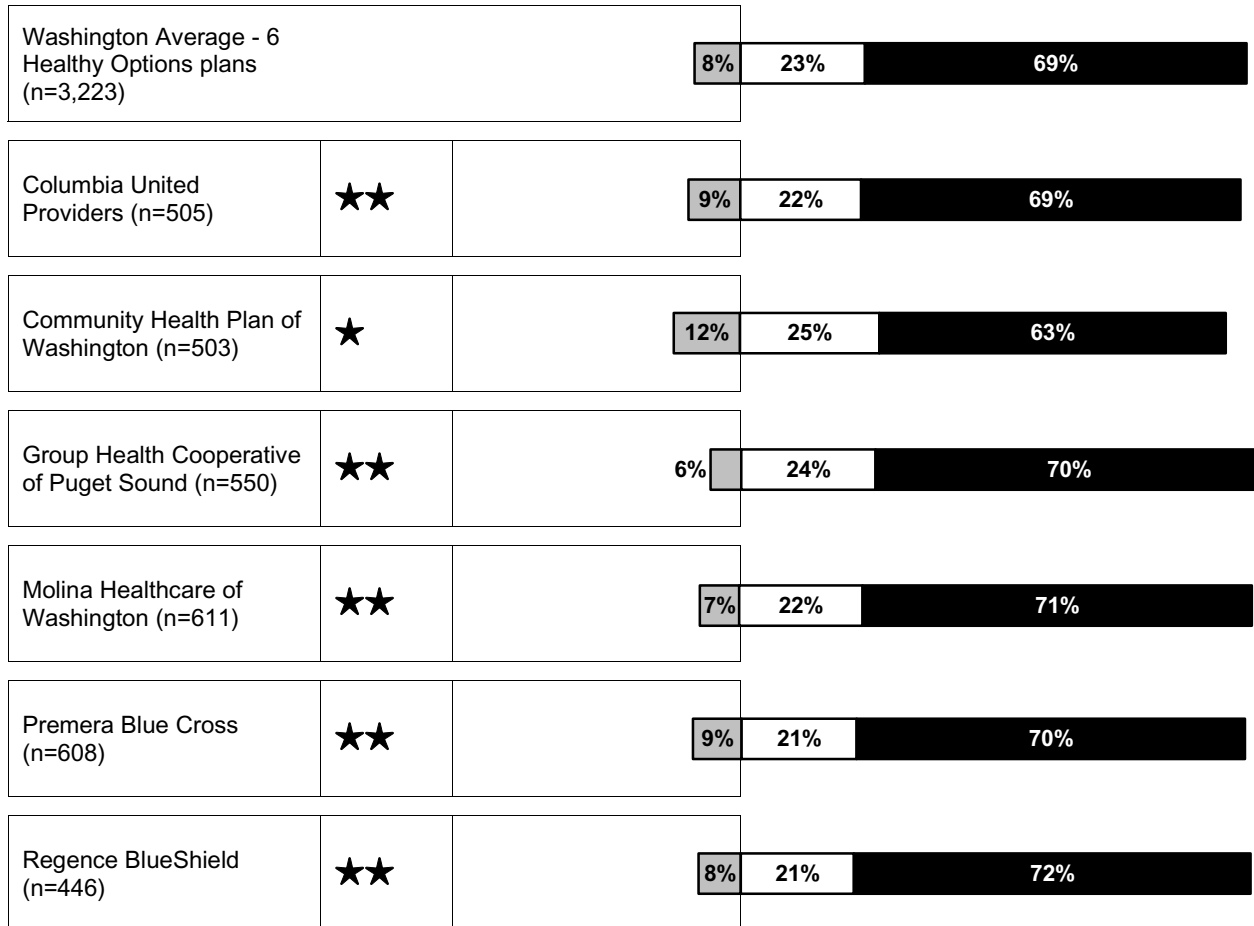 Washington Average - 6
Healthy Options plans
(n=3,223)
8% 23% 69%
Columbia United
Providers (n=505)
★★
9% 22% 69%
Community Health Plan of
Washington (n=503)
★
12% 25% 63%
Group Health Cooperative
of Puget Sound (n=550)
★★
6% 24% 70%
Molina Healthcare of
Washington (n=611)
★★
7% 22% 71%
Premera Blue Cross
(n=608)
★★
9% 21% 70%
Regence BlueShield
(n=446)
★★
8% 21% 72%